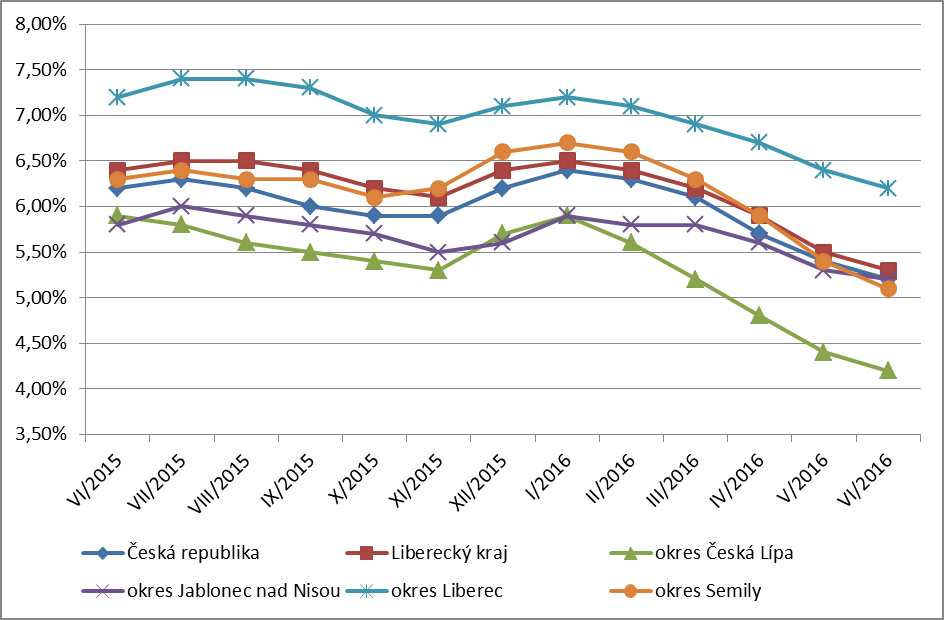 8,00%
7,50%
7,00%
6,50%
6,00%
5,50%
5,00%
4,50%
4,00%
3,50%
VI/2015
VII/2015
VIII/2015
IX/2015
X/2015
XI/2015
XII/2015
I/2016
II/2016
III/2016
IV/2016
V/2016
VI/2016
Česká republika
Liberecký kraj
okres Česká Lípa
okres Jablonec nad Nisou
okres Liberec
okres Semily